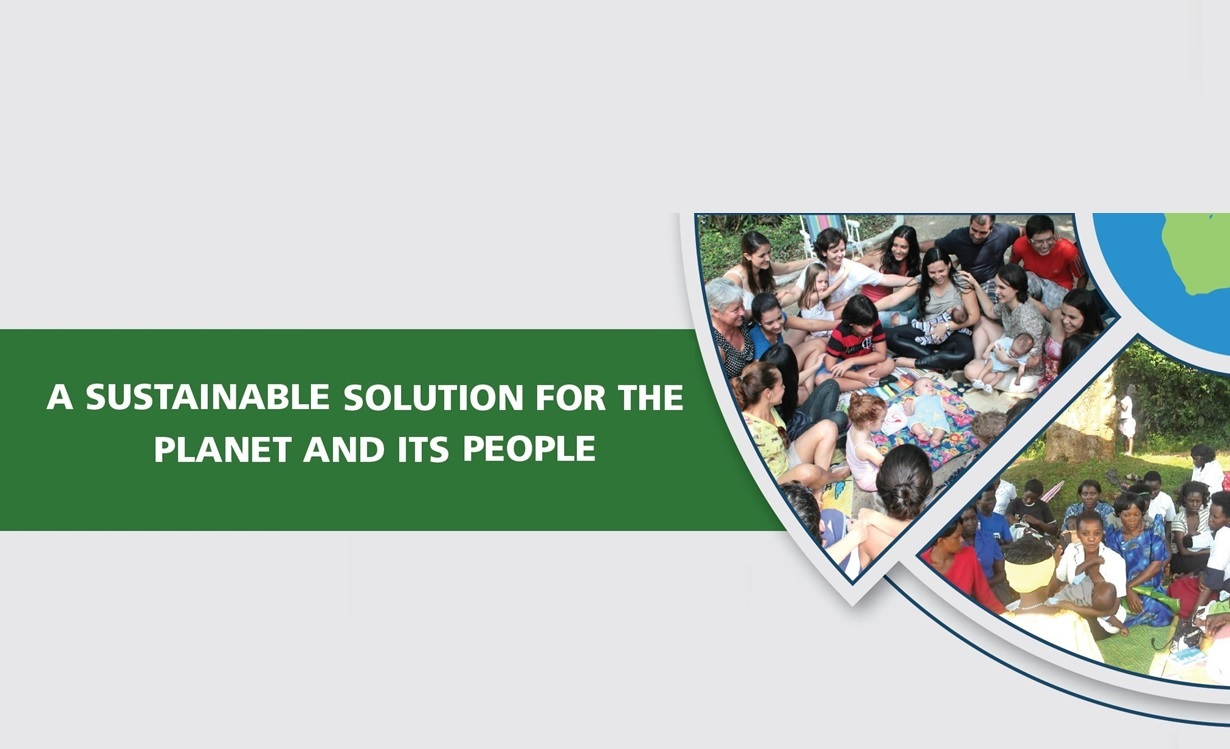 A SUSTAINABLE SOLUTION FOR THE
PLANET AND ITS PEOPLE